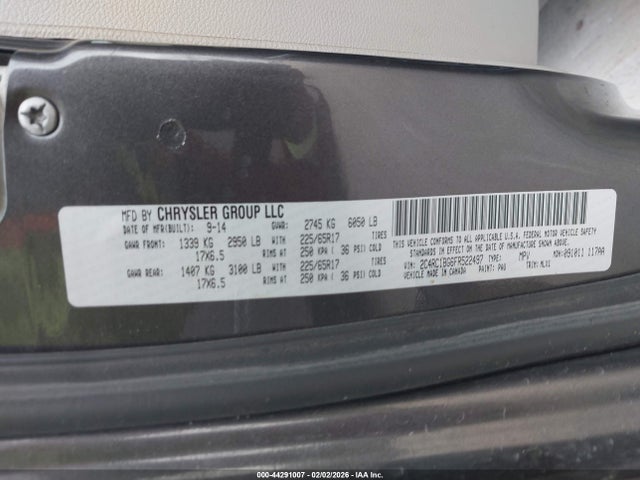 MFD BY CHRYSLER GROUP LLC
DATE OF MFR(BUILT): 9-14 GVWR: 2745 KG 6050 LB
GAWR FRONT: 1339 KG 2950 LB WITH 225/65R17 TIRES
17X6.5 RIMS AT 250 KPA ( 36 PSI) COLD
GAWR REAR: 1407 KG 3100 LB WITH 225/65R17 TIRES
17X6.5 RIMS AT 250 KPA ( 36 PSI) COLD
THIS VEHICLE CONFORMS TO ALL APPLICABLE U.S.A. FEDERAL MOTOR VEHICLE
STANDARDS IN EFFECT ON THE DATE OF MANUFACTURE SHOWN ABOVE.
VIN: 2C4RC1BG6FR522497 TYPE: MPV MDH:091011 117AA
VEHICLE MADE IN CANADA PAINT: PAU TRIM: MLX1
000-44291007 - 02/02/2026 - IAA Inc.